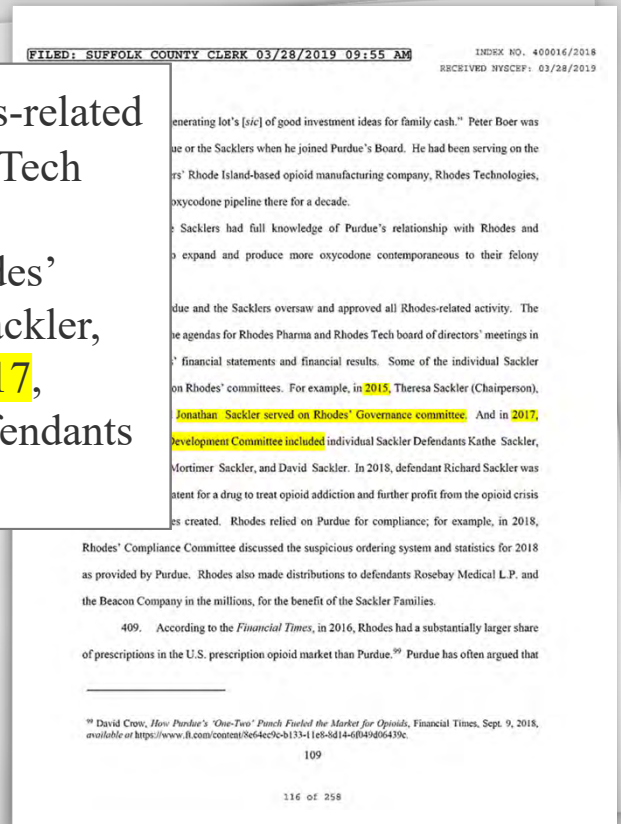 FILED: SUFFOLK COUNTY CLERK 03/28/2019 09:55 AM
INDEX NO. 400016/2018
RECEIVED NYSCEF: 03/28/2019
s-related
Tech
des'
ackler,
17,
fendants
enerating lot's [sic] of good investment ideas for family cash." Peter Boer was
ue or the Sacklers when he joined Purdue's Board. He had been serving on the
rs' Rhode Island-based opioid manufacturing company, Rhodes Technologies,
oxycodone pipeline there for a decade.
Sacklers had full knowledge of Purdue's relationship with Rhodes and
expand and produce more oxycodone contemporaneous to their felony
due and the Sacklers oversaw and approved all Rhodes-related activity. The
he agendas for Rhodes Pharma and Rhodes Tech board of directors' meetings in
' financial statements and financial results. Some of the individual Sackler
on Rhodes' committees. For example, in 2015, Theresa Sackler (Chairperson),
Jonathan Sackler served on Rhodes' Governance committee. And in 2017,
Development Committee included individual Sackler Defendants Kathe Sackler,
Mortimer Sackler, and David Sackler. In 2018, defendant Richard Sackler was
atent for a drug to treat opioid addiction and further profit from the opioid crisis
es created. Rhodes relied on Purdue for compliance; for example, in 2018,
Rhodes' Compliance Committee discussed the suspicious ordering system and statistics for 2018
as provided by Purdue. Rhodes also made distributions to defendants Rosebay Medical L.P. and
the Beacon Company in the millions, for the benefit of the Sackler Families.
409. According to the Financial Times, in 2016, Rhodes had a substantially larger share
of prescriptions in the U.S. prescription opioid market than Purdue.⁹⁹ Purdue has often argued that
⁹⁹ David Crow, How Purdue's 'One-Two' Punch Fueled the Market for Opioids, Financial Times, Sept. 9, 2018,
available at https://www.ft.com/content/8e64ec9c-b133-11e8-8d14-6f049d06439c.
109
116 of 258